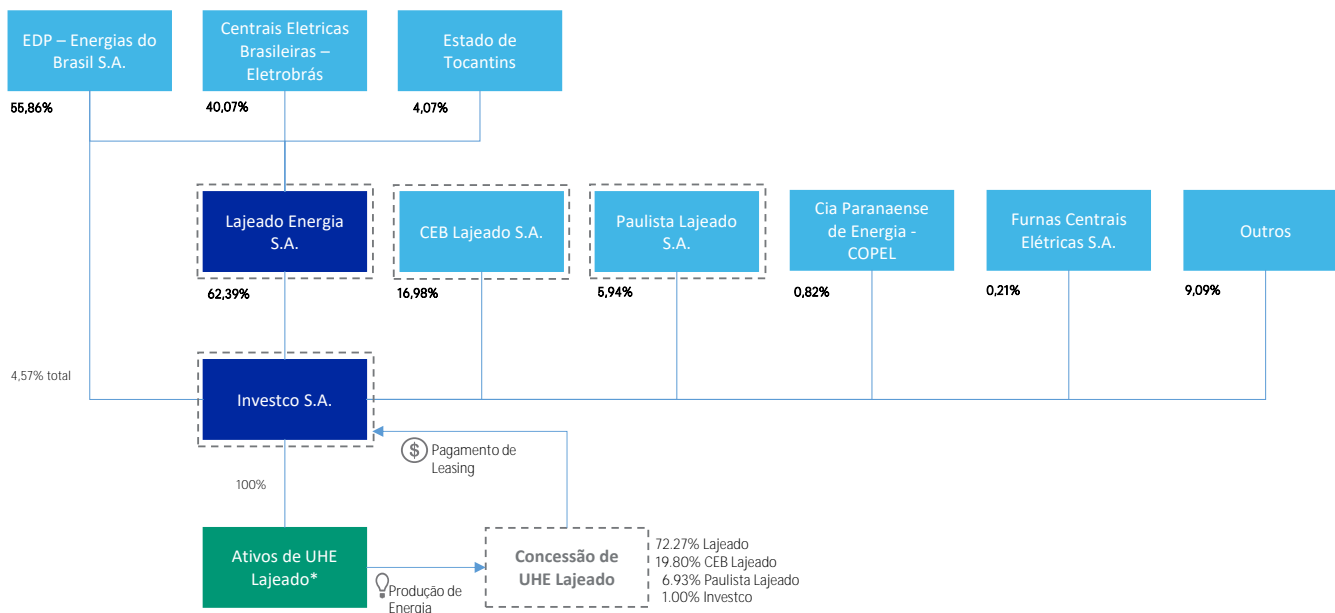 EDP – Energias do
Brasil S.A.
Centrais Eletricas
Brasileiras –
Eletrobrás
Estado de
Tocantins
55,86%
40,07%
4,07%
Lajeado Energia
S.A.
CEB Lajeado S.A.
Paulista Lajeado
S.A.
Cia Paranaense
de Energia -
COPEL
Furnas Centrais
Elétricas S.A.
Outros
62,39%
16,98%
5,94%
0,82%
0,21%
9,09%
4,57% total
Investco S.A.
$
Pagamento de
Leasing
100%
Ativos de UHE
Lajeado*
Produção de
Energia
Concessão de
UHE Lajeado
72.27% Lajeado
19.80% CEB Lajeado
6.93% Paulista Lajeado
1.00% Investco